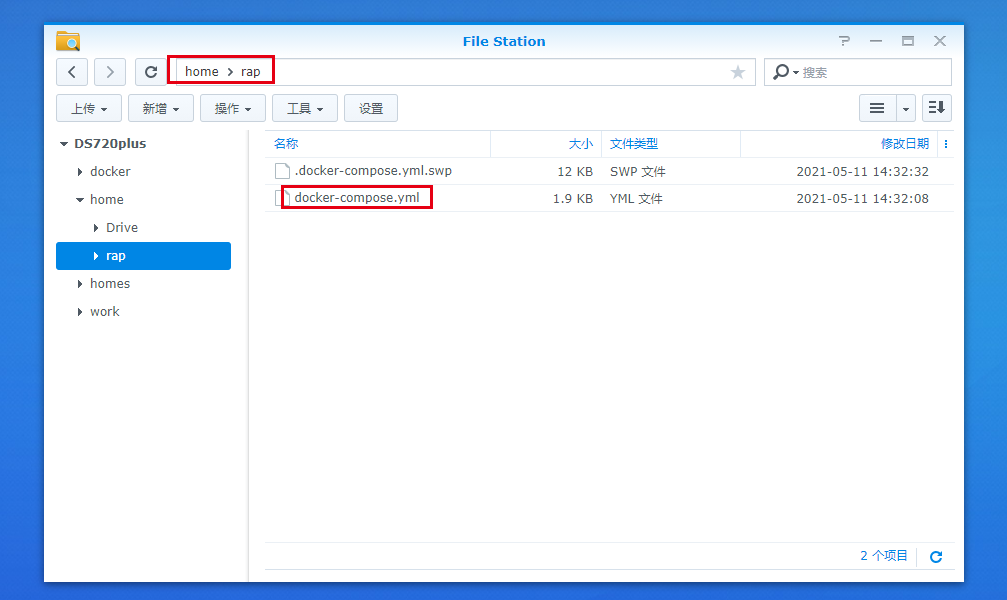 File Station
home > rap
搜索
上传 新增 操作 工具 设置
DS720plus
docker
home
Drive
rap
homes
work
名称 大小 文件类型 修改日期
.docker-compose.yml.swp 12 KB SWP 文件 2021-05-11 14:32:32
docker-compose.yml 1.9 KB YML 文件 2021-05-11 14:32:08
2 个项目